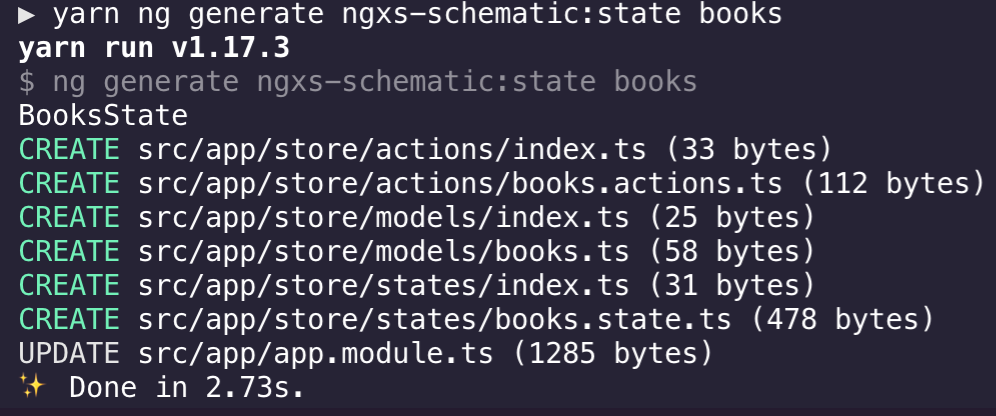 ▶ yarn ng generate ngxs-schematic:state books
yarn run v1.17.3
$ ng generate ngxs-schematic:state books
BooksState
CREATE src/app/store/actions/index.ts (33 bytes)
CREATE src/app/store/actions/books.actions.ts (112 bytes)
CREATE src/app/store/models/index.ts (25 bytes)
CREATE src/app/store/models/books.ts (58 bytes)
CREATE src/app/store/states/index.ts (31 bytes)
CREATE src/app/store/states/books.state.ts (478 bytes)
UPDATE src/app/app.module.ts (1285 bytes)
✨ Done in 2.73s.